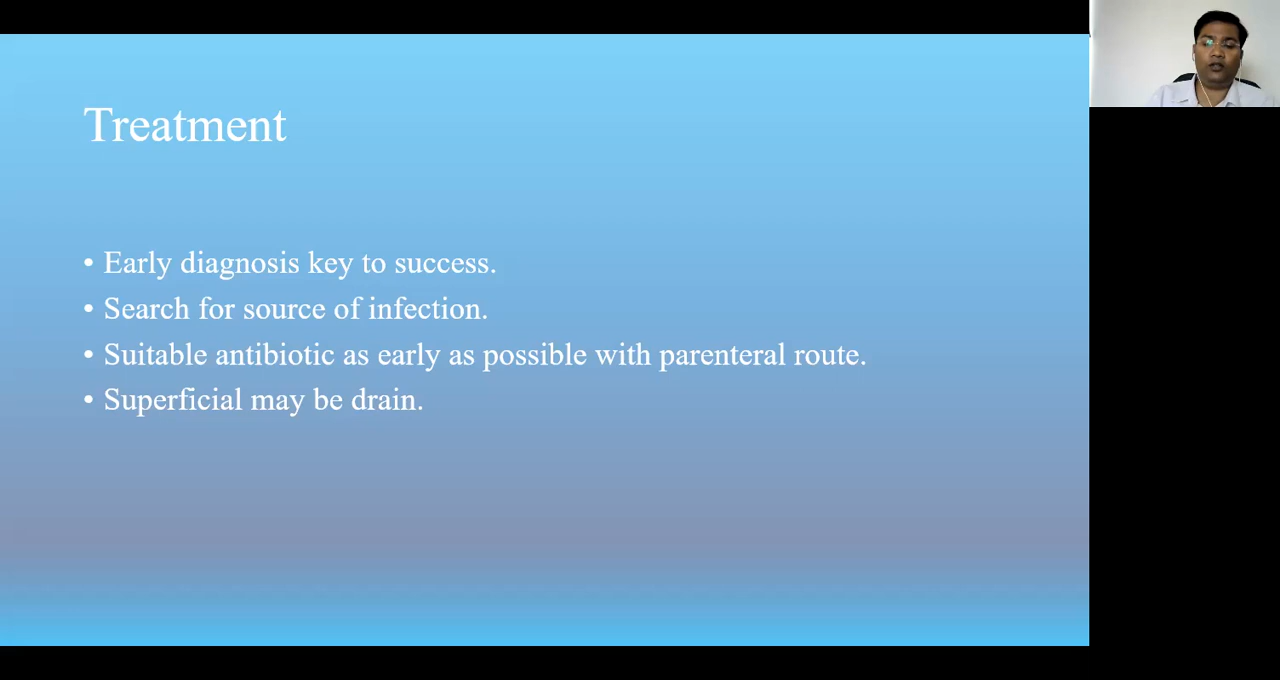 Treatment
• Early diagnosis key to success.
• Search for source of infection.
• Suitable antibiotic as early as possible with parenteral route.
• Superficial may be drain.